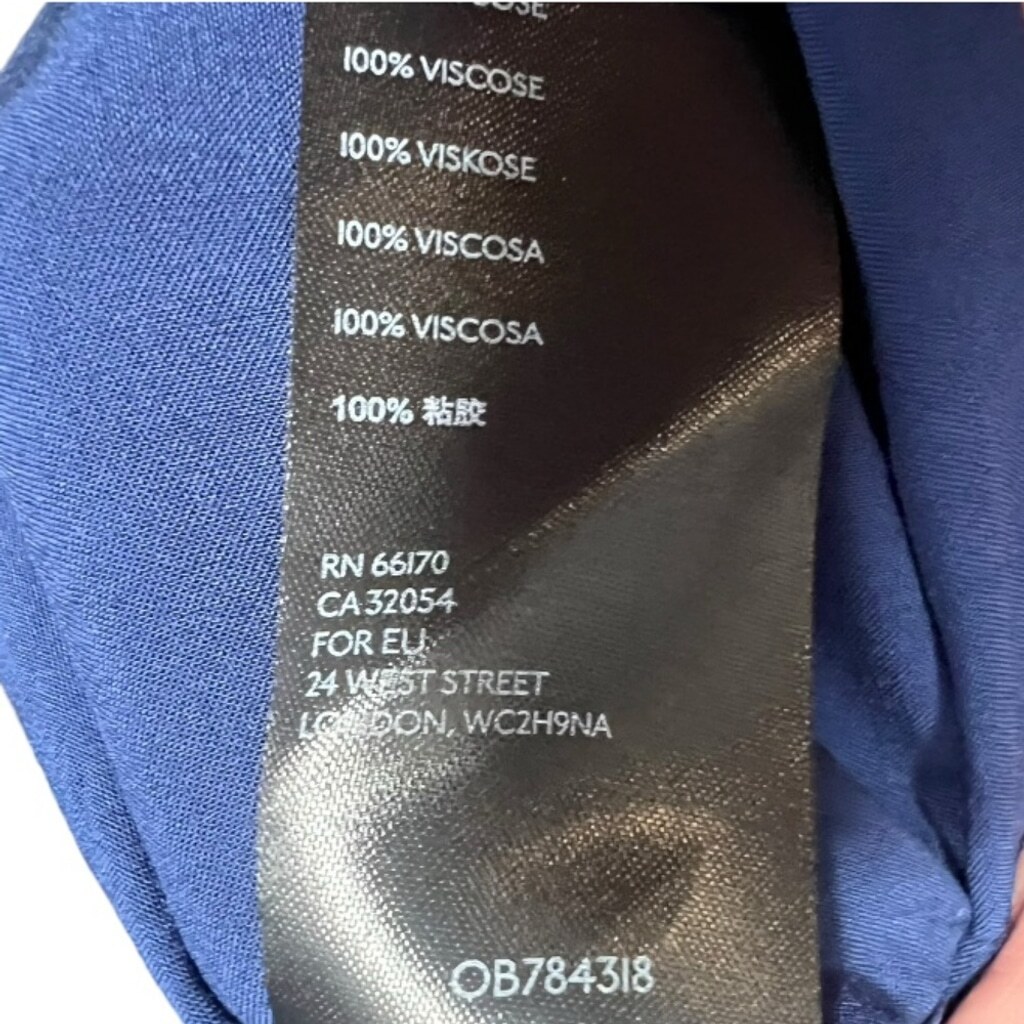 100% VISCOSE
100% VISKOSE
100% VISCOSA
100% VISCOSA
100% 粘胶
RN 66170
CA 32054
FOR EU
24 WEST STREET
LONDON, WC2H9NA
OB784318